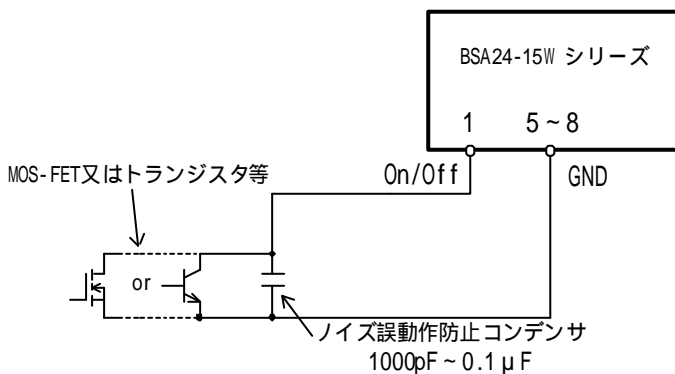 BSA24-15W シリーズ
1 5~8
On/Off GND
MOS-FET又はトランジスタ等
or
ノイズ誤動作防止コンデンサ
1000pF~0.1μF